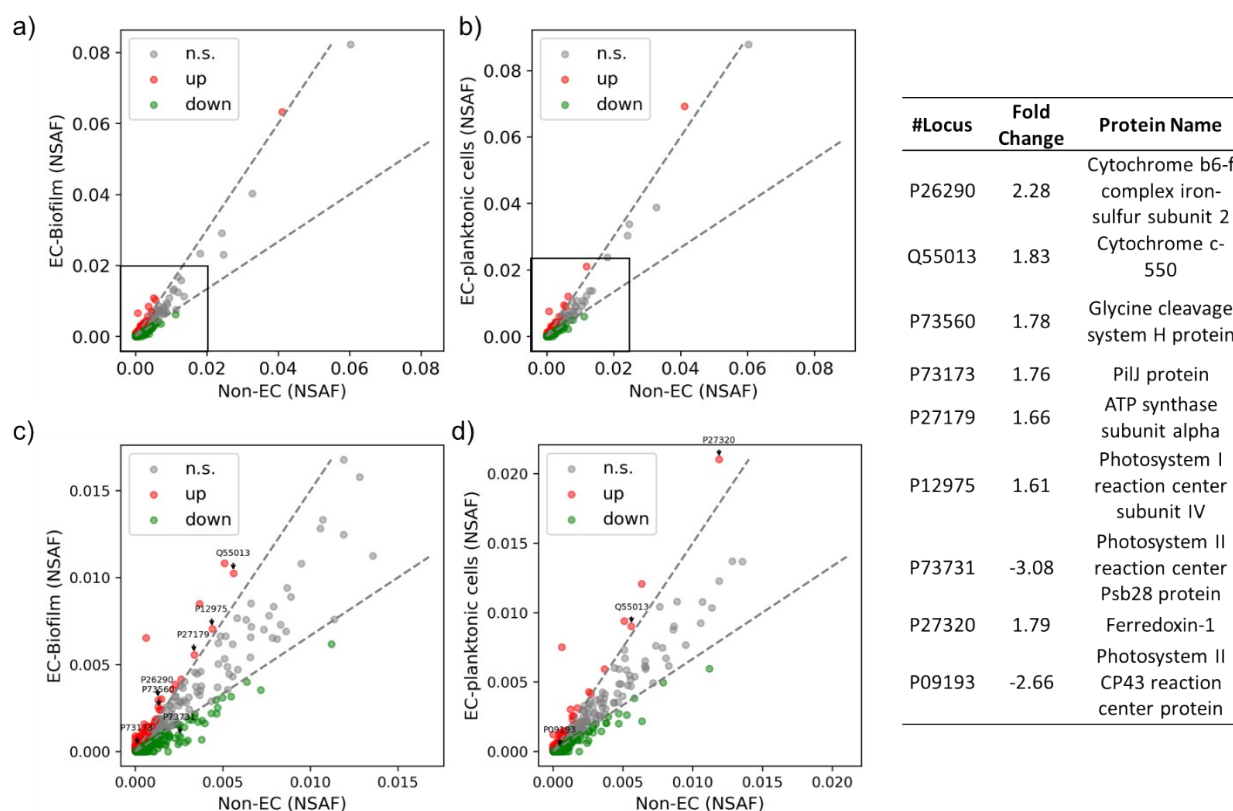 a)
n.s.
up
down
0.08
0.06
0.04
0.02
0.00
EC-Biofilm (NSAF)
0.00 0.02 0.04 0.06 0.08
Non-EC (NSAF)
b)
n.s.
up
down
0.08
0.06
0.04
0.02
0.00
EC-planktonic cells (NSAF)
0.00 0.02 0.04 0.06 0.08
Non-EC (NSAF)
c)
n.s.
up
down
0.015
0.010
0.005
0.000
EC-Biofilm (NSAF)
Q55013
P12975
P27179
P26290
P73560
P73173
P73731
0.000 0.005 0.010 0.015
Non-EC (NSAF)
d)
P27320
n.s.
up
down
0.020
0.015
0.010
0.005
0.000
EC-planktonic cells (NSAF)
Q55013
P09193
0.000 0.005 0.010 0.015 0.020
Non-EC (NSAF)
#Locus Fold Change Protein Name
P26290 2.28 Cytochrome b6-f
complex iron-
sulfur subunit 2
Q55013 1.83 Cytochrome c-
550
P73560 1.78 Glycine cleavage
system H protein
P73173 1.76 PilJ protein
P27179 1.66 ATP synthase
subunit alpha
P12975 1.61 Photosystem I
reaction center
subunit IV
P73731 -3.08 Photosystem II
reaction center
Psb28 protein
P27320 1.79 Ferredoxin-1
P09193 -2.66 Photosystem II
CP43 reaction
center protein